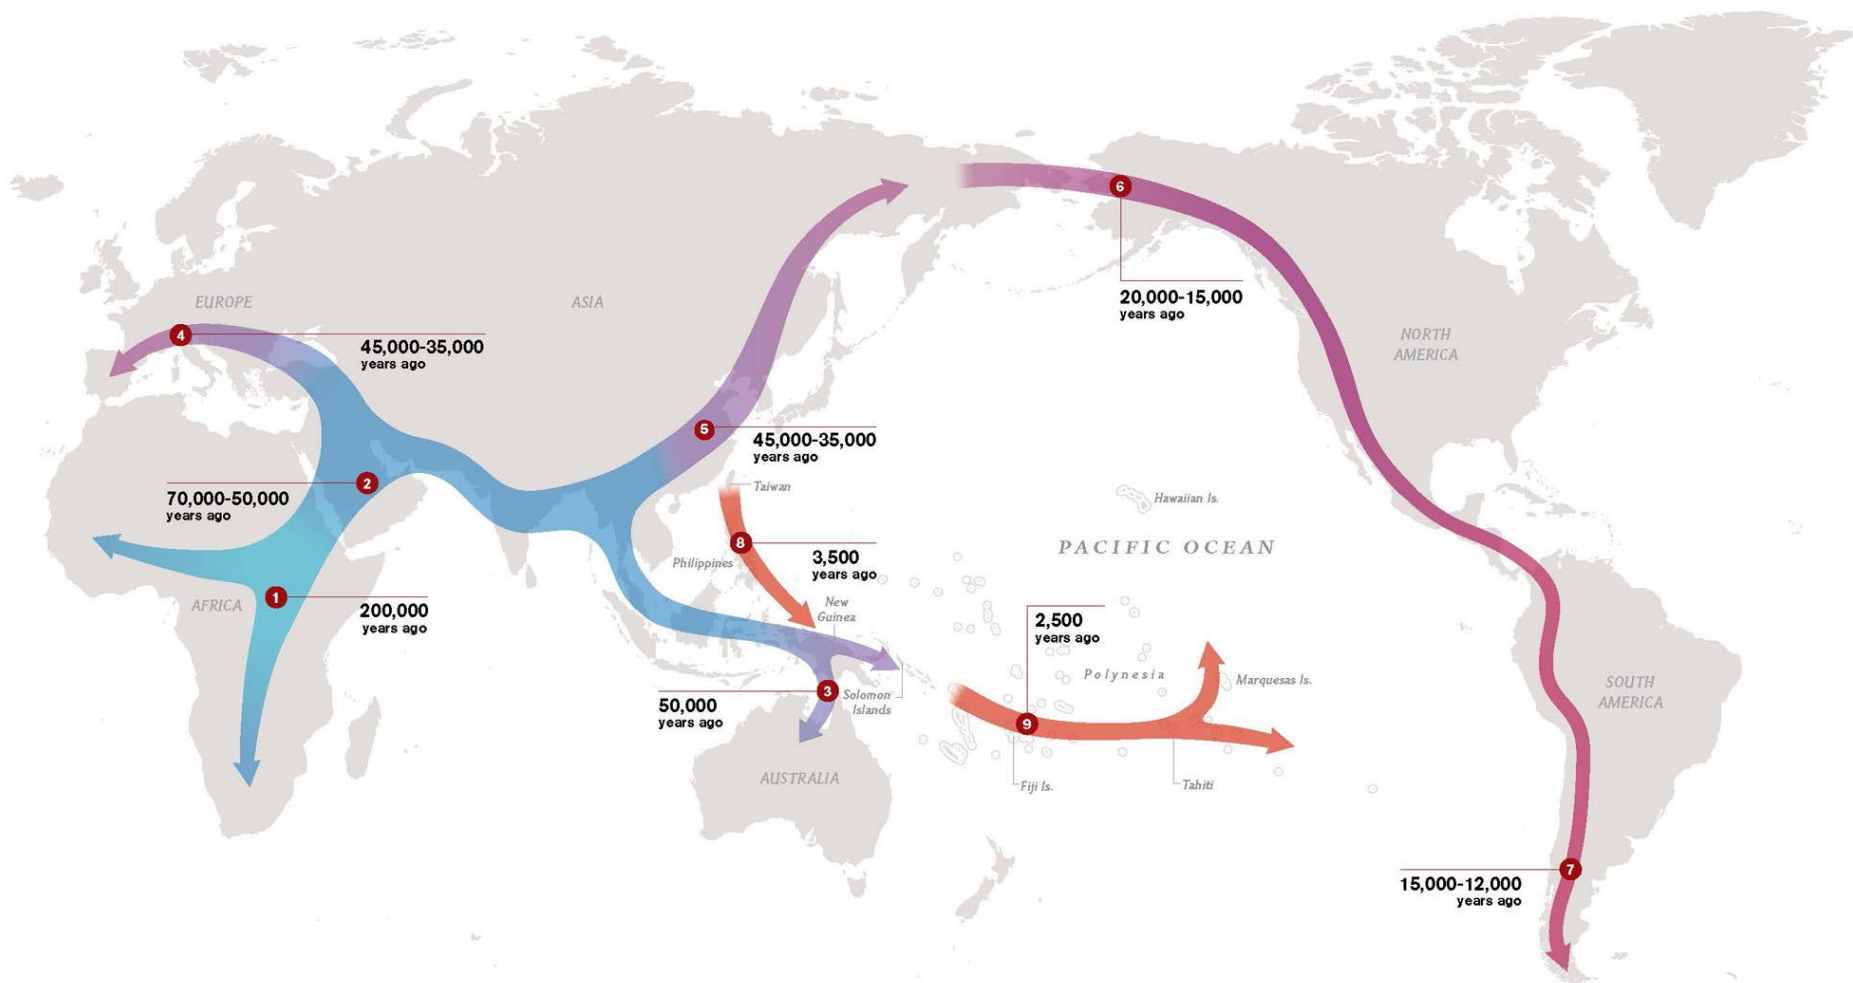 6
20,000-15,000
years ago
EUROPE
ASIA
4
45,000-35,000
years ago
NORTH
AMERICA
5
45,000-35,000
years ago
2
70,000-50,000
years ago
Taiwan
Hawaiian Is.
8
3,500
years ago
PACIFIC OCEAN
Philippines
1
200,000
years ago
AFRICA
New
Guinea
2,500
years ago
9
Polynesia
Marquesas Is.
3
50,000
years ago
Solomon
Islands
SOUTH
AMERICA
AUSTRALIA
Fiji Is.
Tahiti
7
15,000-12,000
years ago